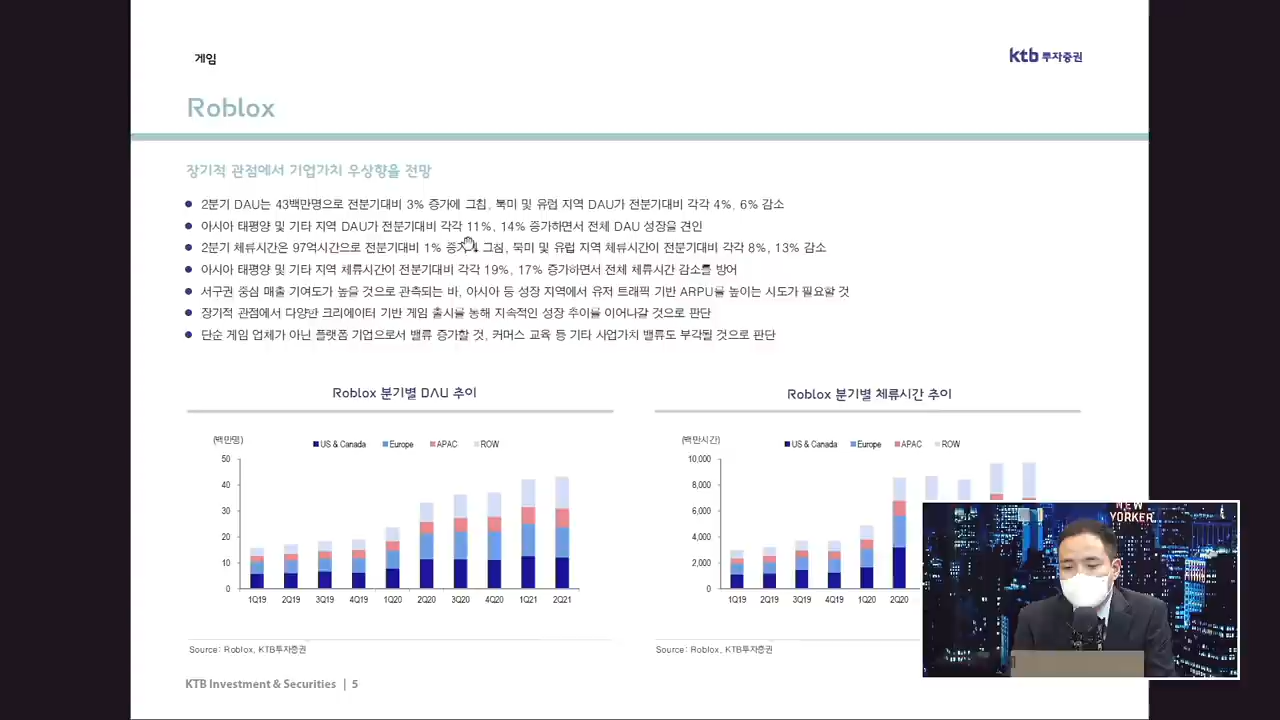 게임
ktb 투자증권
Roblox
장기적 관점에서 기업가치 우상향을 전망
2분기 DAU는 43백만명으로 전분기대비 3% 증가에 그침, 북미 및 유럽 지역 DAU가 전분기대비 각각 4%, 6% 감소
아시아 태평양 및 기타 지역 DAU가 전분기대비 각각 11%, 14% 증가하면서 전체 DAU 성장을 견인
2분기 체류시간은 97억시간으로 전분기대비 1% 그침, 북미 및 유럽 지역 체류시간이 전분기대비 각각 8%, 13% 감소
아시아 태평양 및 기타 지역 체류시간이 전분기대비 각각 19%, 17% 증가하면서 전체 체류시간 감소를 방어
서구권 중심 매출 기여도가 높을 것으로 관측되는 바, 아시아 등 성장 지역에서 유저 트래픽 기반 ARPU를 높이는 시도가 필요할 것
장기적 관점에서 다양한 크리에이터 기반 게임 출시를 통해 지속적인 성장 추이를 이어나갈 것으로 판단
단순 게임 업체가 아닌 플랫폼 기업으로서 밸류 증가할 것, 커머스 교육 등 기타 사업가치 밸류도 부각될 것으로 판단
Roblox 분기별 DAU 추이
(백만명)
US & Canada Europe APAC ROW
50
40
30
20
10
0
1Q19 2Q19 3Q19 4Q19 1Q20 2Q20 3Q20 4Q20 1Q21 2Q21
Source: Roblox, KTB투자증권
Roblox 분기별 체류시간 추이
(백만시간)
US & Canada Europe APAC ROW
10,000
8,000
6,000
4,000
2,000
0
1Q19 2Q19 3Q19 4Q19 1Q20 2Q20
Source: Roblox, KTB투자증권
NEW
YORKER
KTB Investment & Securities | 5